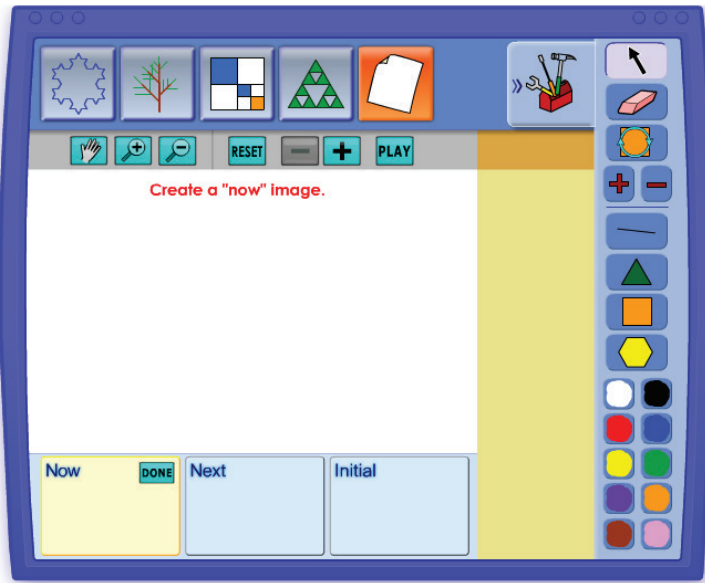 »
RESET
PLAY
Create a "now" image.
Now
DONE
Next
Initial